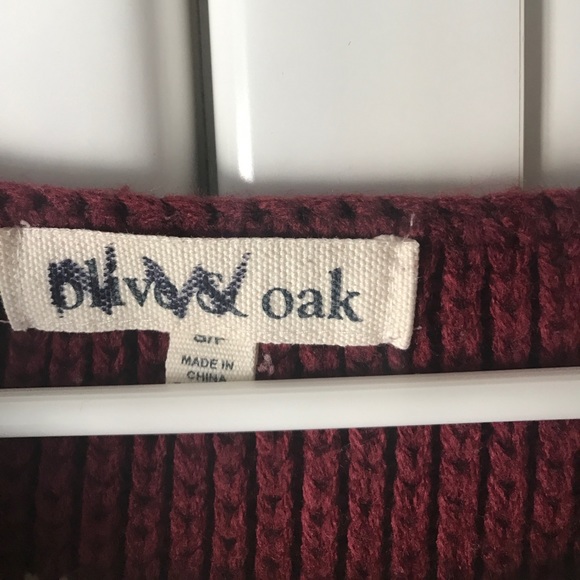 olive & oak
S/P
MADE IN
CHINA